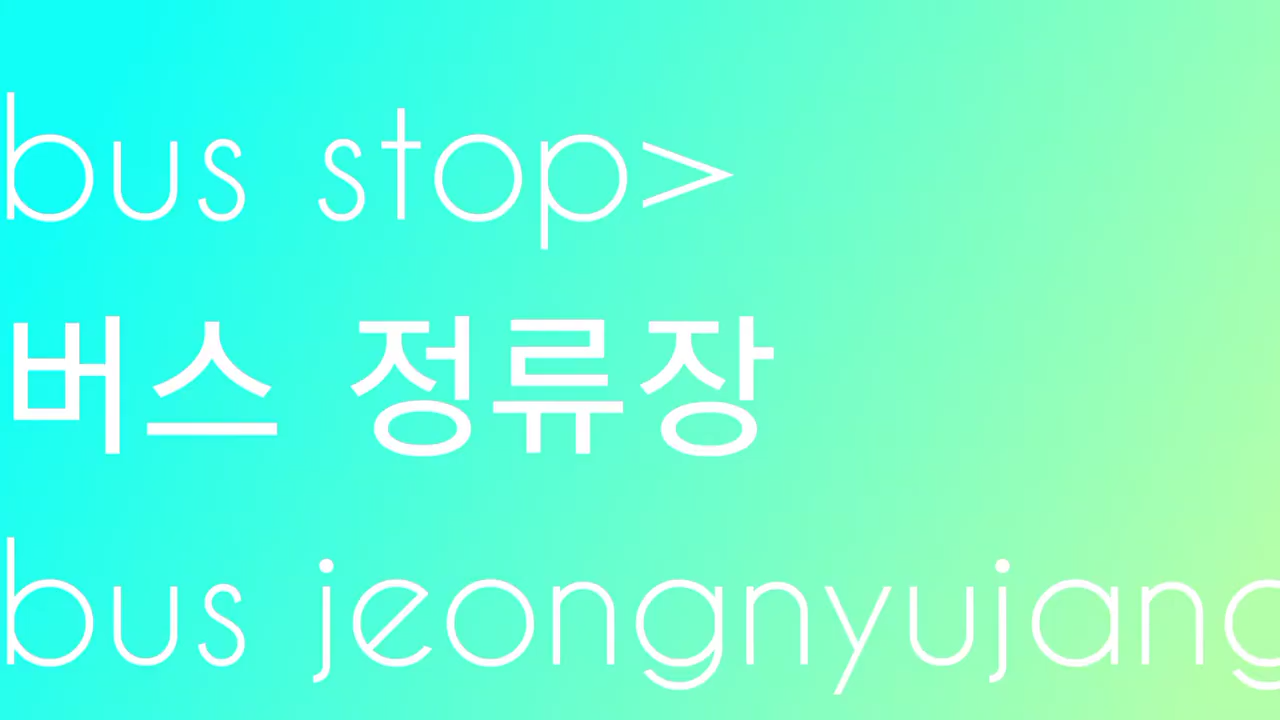 bus stop>
버스 정류장
bus jeongnyujang